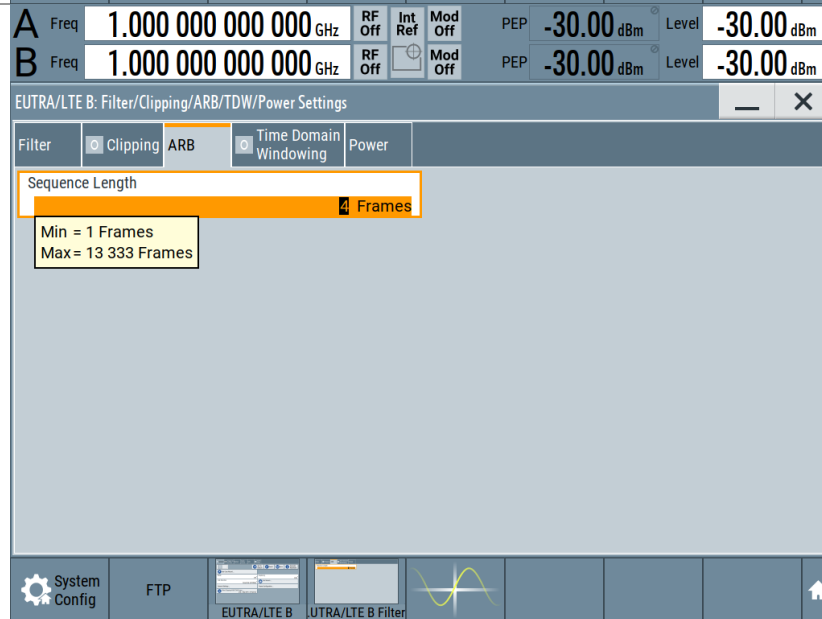 A Freq 1.000 000 000 000 GHz RF Off Int Ref Mod Off PEP -30.00 dBm Level -30.00 dBm
B Freq 1.000 000 000 000 GHz RF Off Mod Off PEP -30.00 dBm Level -30.00 dBm
EUTRA/LTE B: Filter/Clipping/ARB/TDW/Power Settings
Filter O Clipping ARB O Time Domain Windowing Power
Sequence Length
4 Frames
Min = 1 Frames
Max= 13 333 Frames
System Config FTP EUTRA/LTE B .UTRA/LTE B Filter